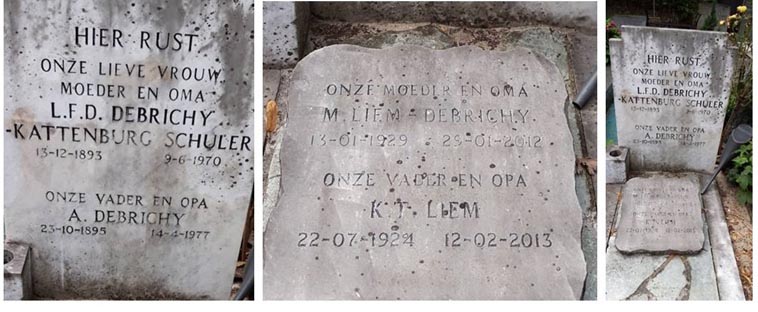 HIER RUST
ONZE LIEVE VROUW
MOEDER EN OMA
L.F.D. DEBRICHY
-KATTENBURG SCHULER
13-12-1893 9-6-1970
ONZE VADER EN OPA
A. DEBRICHY
23-10-1895 14-4-1977
ONZE MOEDER EN OMA
M. LIEM - DEBRICHY
13-01-1929 29-01-2012
ONZE VADER EN OPA
K.T. LIEM
22-07-1924 12-02-2013
HIER RUST
ONZE LIEVE VROUW
MOEDER EN OMA
L.F.D. DEBRICHY
-KATTENBURG SCHULER
ONZE VADER EN OPA
A. DEBRICHY